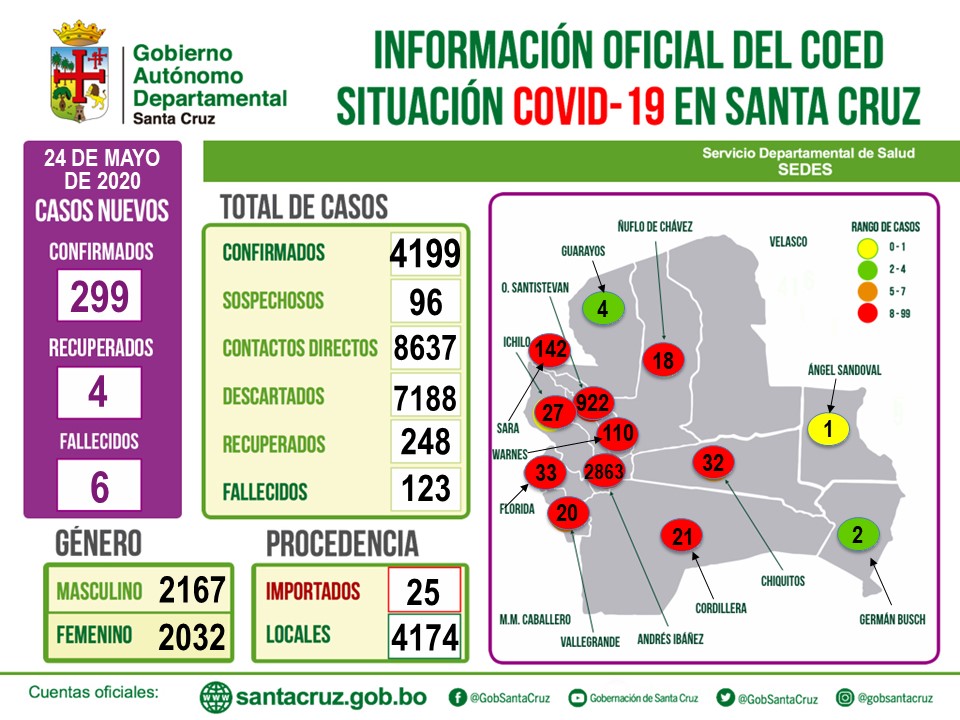 Gobierno
Autónomo
Departamental
Santa Cruz
INFORMACIÓN OFICIAL DEL COED
SITUACIÓN COVID-19 EN SANTA CRUZ
Servicio Departamental de Salud
SEDES
24 DE MAYO
DE 2020
CASOS NUEVOS
CONFIRMADOS
299
RECUPERADOS
4
FALLECIDOS
6
TOTAL DE CASOS
CONFIRMADOS 4199
SOSPECHOSOS 96
CONTACTOS DIRECTOS 8637
DESCARTADOS 7188
RECUPERADOS 248
FALLECIDOS 123
GÉNERO
MASCULINO 2167
FEMENINO 2032
PROCEDENCIA
IMPORTADOS 25
LOCALES 4174
ÑUFLO DE CHÁVEZ
GUARAYOS
VELASCO
RANGO DE CASOS
0 - 1
2 - 4
5 - 7
8 - 99
O. SANTISTEVAN
4
ICHILO
142
18
ÁNGEL SANDOVAL
27
922
SARA
110
1
WARNES
33
2863
32
FLORIDA
20
21
2
CHIQUITOS
CORDILLERA
M.M. CABALLERO
GERMÁN BUSCH
VALLEGRANDE
ANDRÉS IBÁÑEZ
Cuentas oficiales:
www
santacruz.gob.bo
@GobSantaCruz
Gobernación de Santa Cruz
@GobSantaCruz
@gobsantacruz